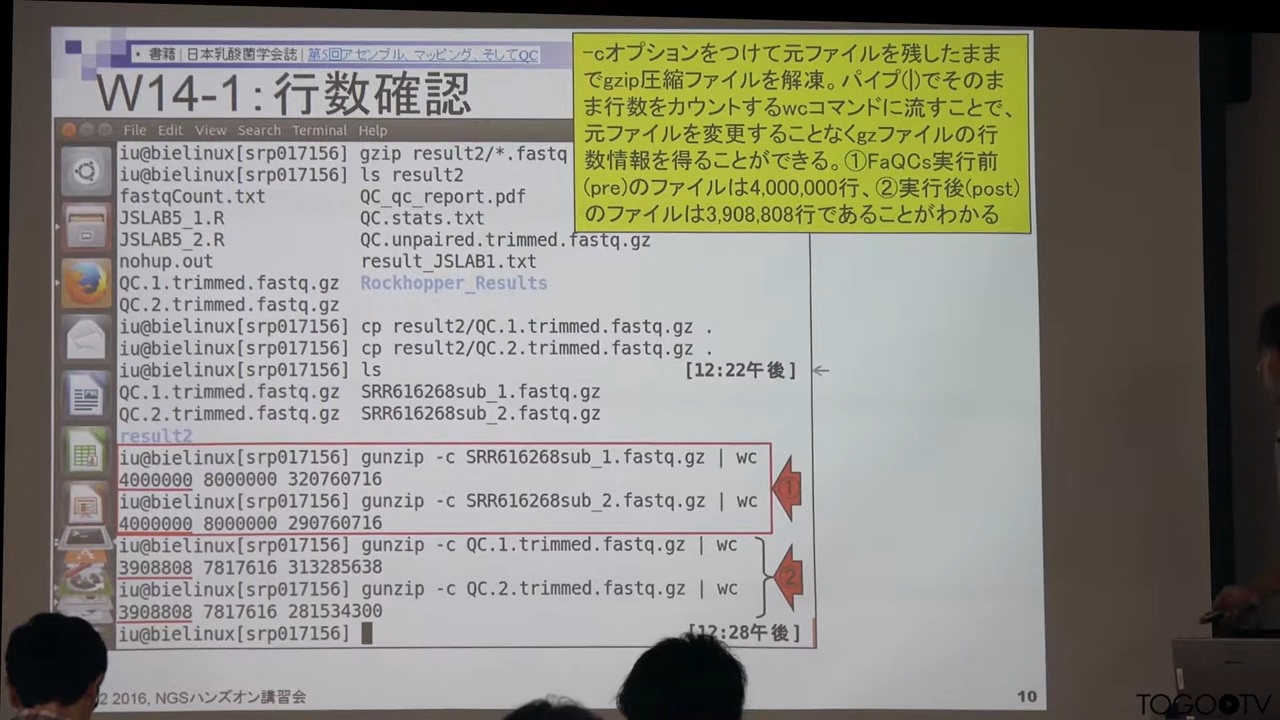 ・書籍 | 日本乳酸菌学会誌 | 第5回アセンブル、マッピング、そしてQC
W14-1：行数確認
-cオプションをつけて元ファイルを残したまま
でgzip圧縮ファイルを解凍。パイプ(|)でそのま
ま行数をカウントするwcコマンドに流すことで、
元ファイルを変更することなくgzファイルの行
数情報を得ることができる。①FaQCs実行前
(pre)のファイルは4,000,000行、②実行後(post)
のファイルは3,908,808行であることがわかる
File Edit View Search Terminal Help
iu@bielinux[srp017156] gzip result2/*.fastq
iu@bielinux[srp017156] ls result2
fastqCount.txt QC_qc_report.pdf
JSLAB5_1.R QC.stats.txt
JSLAB5_2.R QC.unpaired.trimmed.fastq.gz
nohup.out result_JSLAB1.txt
QC.1.trimmed.fastq.gz Rockhopper_Results
QC.2.trimmed.fastq.gz
iu@bielinux[srp017156] cp result2/QC.1.trimmed.fastq.gz .
iu@bielinux[srp017156] cp result2/QC.2.trimmed.fastq.gz .
iu@bielinux[srp017156] ls [12:22午後] ←
QC.1.trimmed.fastq.gz SRR616268sub_1.fastq.gz
QC.2.trimmed.fastq.gz SRR616268sub_2.fastq.gz
result2
iu@bielinux[srp017156] gunzip -c SRR616268sub_1.fastq.gz | wc
4000000 8000000 320760716
iu@bielinux[srp017156] gunzip -c SRR616268sub_2.fastq.gz | wc
4000000 8000000 290760716
①
iu@bielinux[srp017156] gunzip -c QC.1.trimmed.fastq.gz | wc
3908808 7817616 313285638
iu@bielinux[srp017156] gunzip -c QC.2.trimmed.fastq.gz | wc
3908808 7817616 281534300
②
iu@bielinux[srp017156] [12:28午後]
2 2016, NGSハンズオン講習会
10
TOGOTV